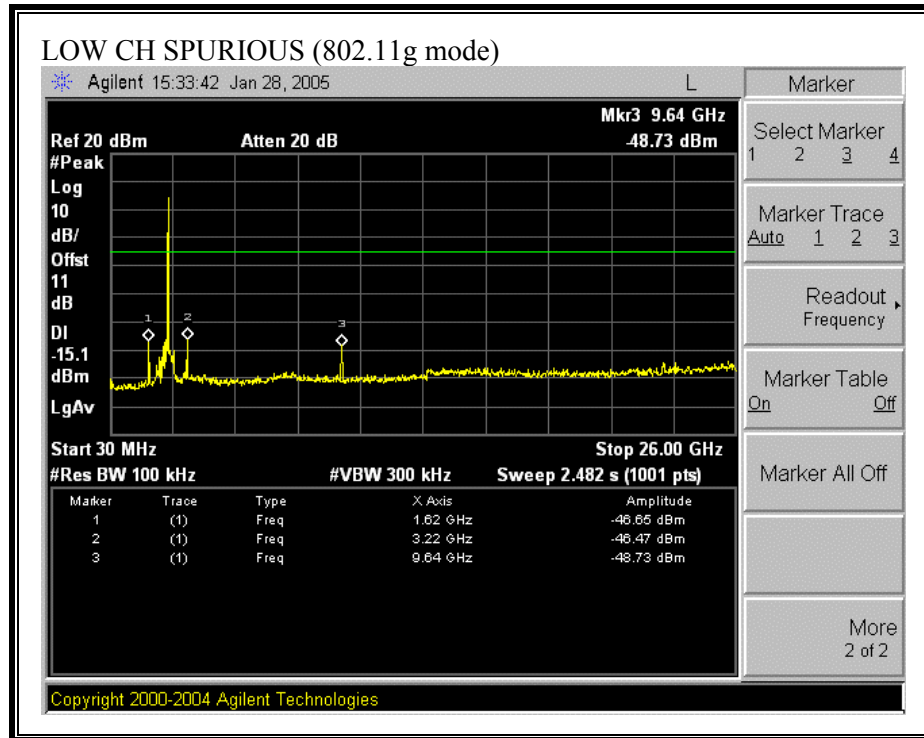 LOW CH SPURIOUS (802.11g mode)
Agilent 15:33:42 Jan 28, 2005 L
Mkr3 9.64 GHz
Ref 20 dBm Atten 20 dB -48.73 dBm
#Peak
Log
10
dB/
Offst
11
dB
DI
-15.1
dBm
LgAv
1 2 3
Start 30 MHz Stop 26.00 GHz
#Res BW 100 kHz #VBW 300 kHz Sweep 2.482 s (1001 pts)
Marker Trace Type X Axis Amplitude
1 (1) Freq 1.62 GHz -46.65 dBm
2 (1) Freq 3.22 GHz -46.47 dBm
3 (1) Freq 9.64 GHz -48.73 dBm
Copyright 2000-2004 Agilent Technologies
Marker
Select Marker
1 2 3 4
Marker Trace
Auto 1 2 3
Readout
Frequency
Marker Table
On Off
Marker All Off
More
2 of 2